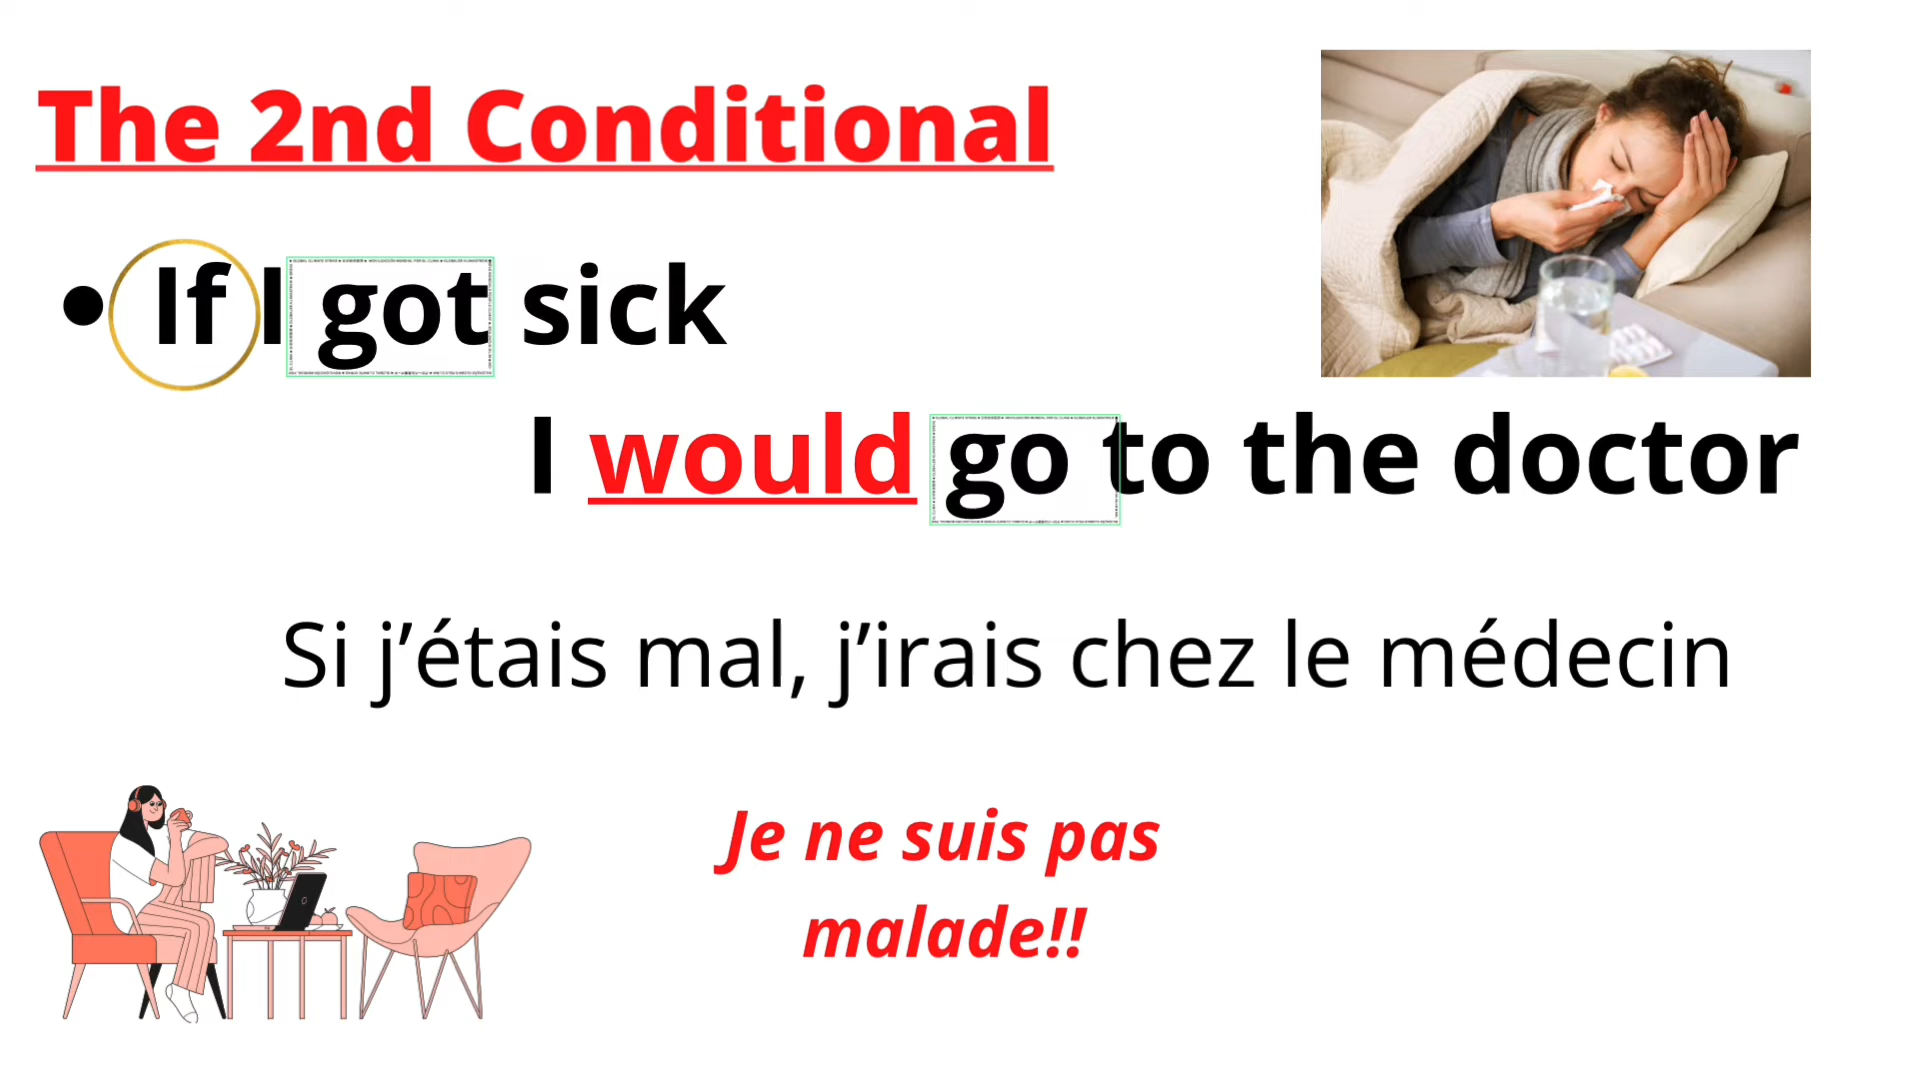 The 2nd Conditional
• If I got sick
I would go to the doctor
Si j’étais mal, j’irais chez le médecin
Je ne suis pas
malade!!